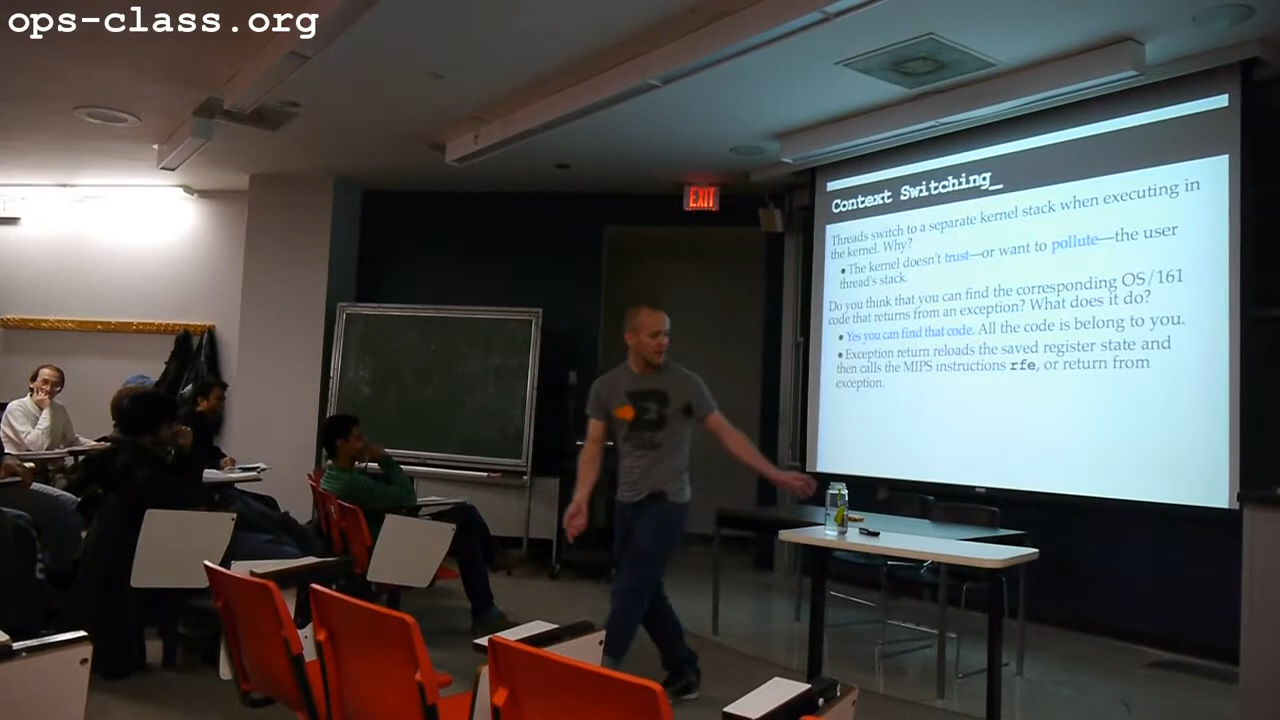 ops-class.org
EXIT
Context Switching_
Threads switch to a separate kernel stack when executing in
the kernel. Why?
● The kernel doesn't trust—or want to pollute—the user
thread's stack.
Do you think that you can find the corresponding OS/161
code that returns from an exception? What does it do?
● Yes you can find that code. All the code is belong to you.
● Exception return reloads the saved register state and
then calls the MIPS instructions rfe, or return from
exception.